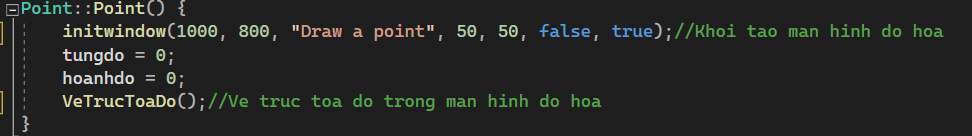 Point::Point() {
initwindow(1000, 800, "Draw a point", 50, 50, false, true);//Khoi tao man hinh do hoa
tungdo = 0;
hoanhdo = 0;
VeTrucToaDo();//Ve truc toa do trong man hinh do hoa
}